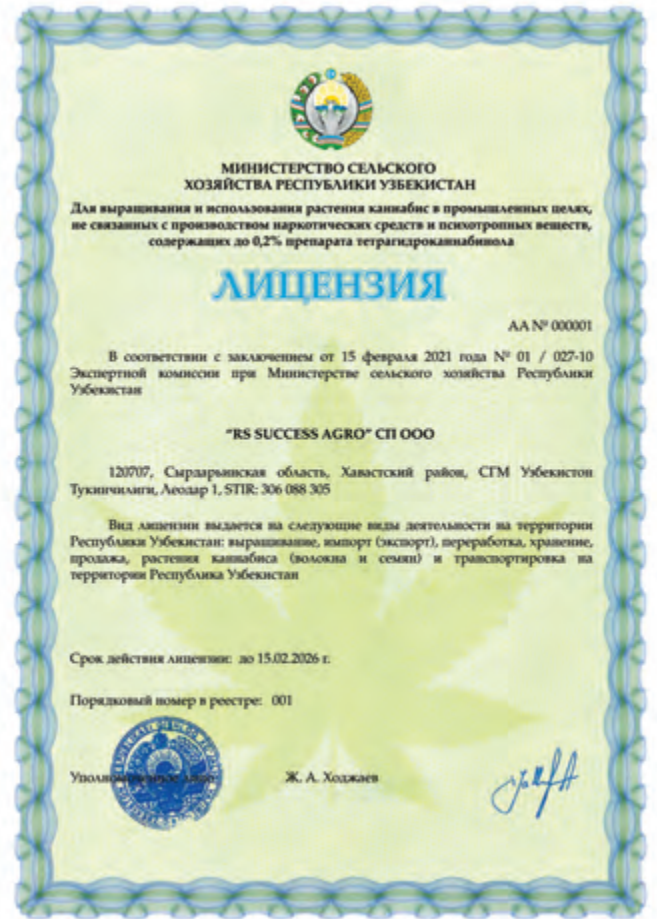 МИНИСТЕРСТВО СЕЛЬСКОГО
ХОЗЯЙСТВА РЕСПУБЛИКИ УЗБЕКИСТАН
Для выращивания и использования растения каннабис в промышленных целях,
не связанных с производством наркотических средств и психотропных веществ,
содержащих до 0,2% препарата тетрагидроканнабинола
ЛИЦЕНЗИЯ
АА № 000001
В соответствии с заключением от 15 февраля 2021 года № 01 / 027-10
Экспертной комиссии при Министерстве сельского хозяйства Республики
Узбекистан
"RS SUCCESS AGRO" СП ООО
120707, Сырдарьинская область, Хавастский район, СГМ Узбекистон
Тукинчилиги, Леодар 1, STIR: 306 088 305
Вид лицензии выдается на следующие виды деятельности на территории
Республики Узбекистан: выращивание, импорт (экспорт), переработка, хранение,
продажа, растения каннабиса (волокна и семян) и транспортировка на
территории Республика Узбекистан
Срок действия лицензии: до 15.02.2026 г.
Порядковый номер в реестре: 001
Ж. А. Ходжаев